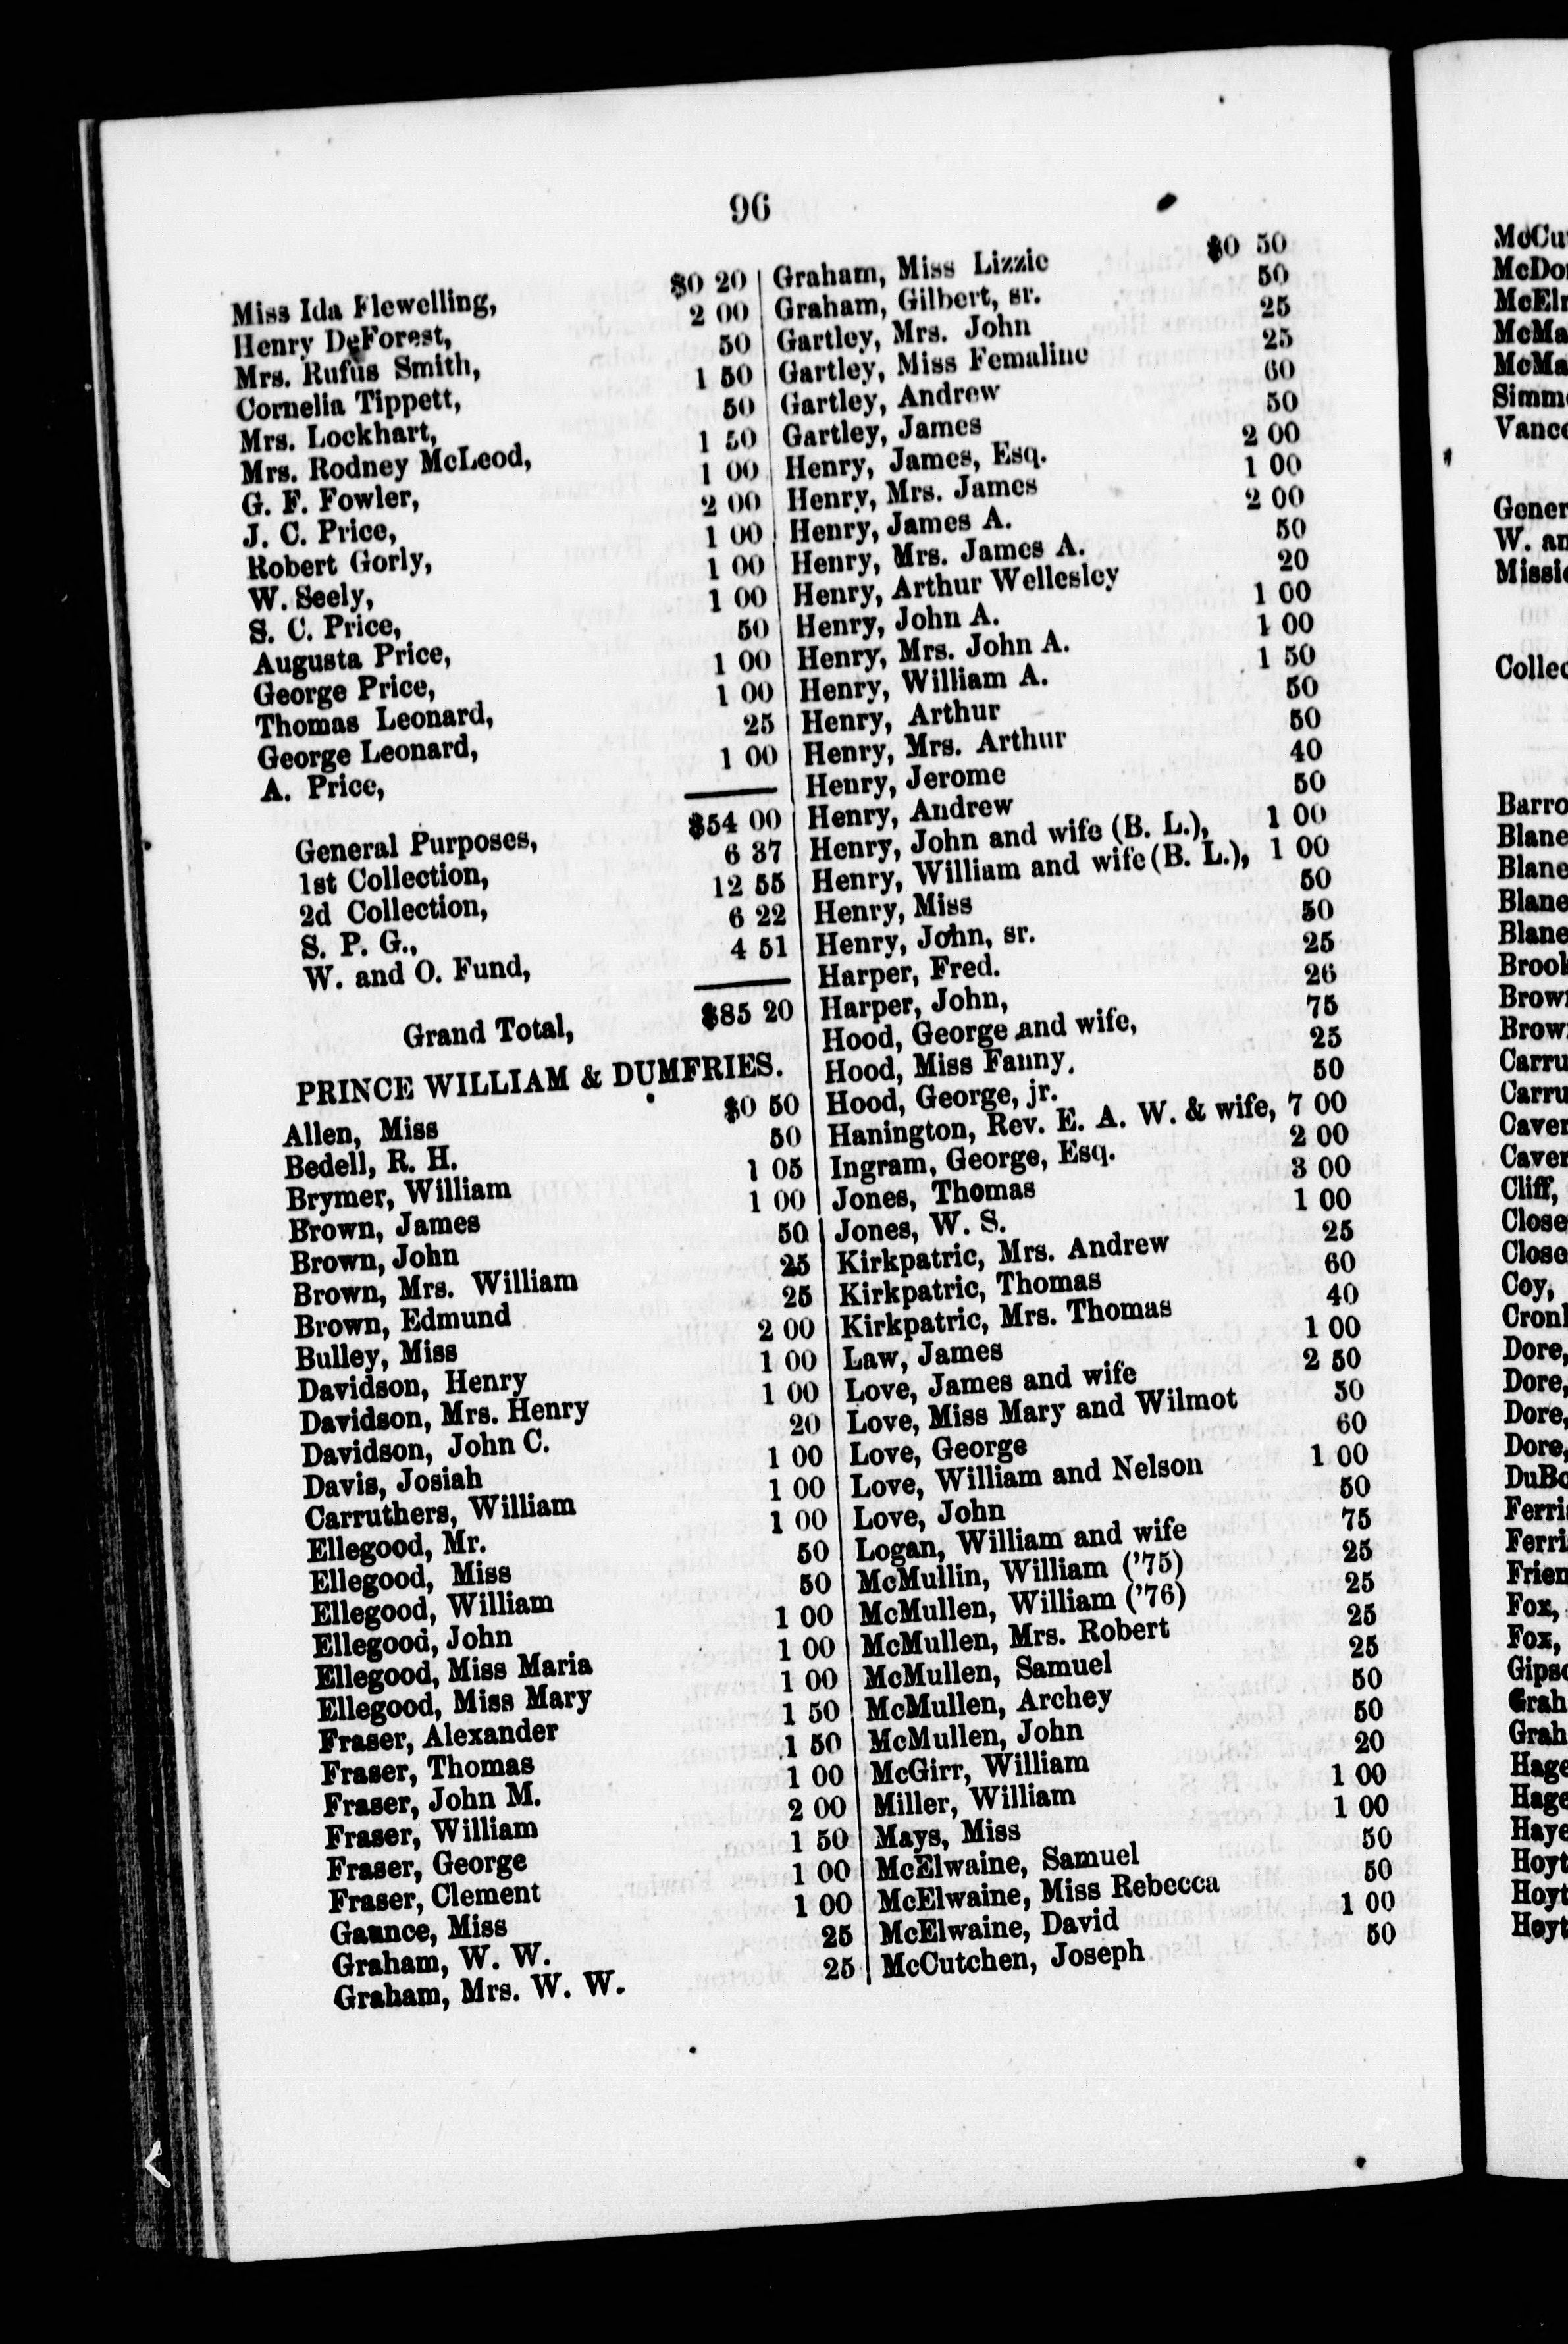 96
Miss Ida Flewelling, $0 20
Henry DeForest, 2 00
Mrs. Rufus Smith, 50
Cornelia Tippett, 1 50
Mrs. Lockhart, 50
Mrs. Rodney McLeod, 1 50
G. F. Fowler, 1 00
J. C. Price, 2 00
Robert Gorly, 1 00
W. Seely, 1 00
S. C. Price, 1 00
Augusta Price, 50
George Price, 1 00
Thomas Leonard, 1 00
George Leonard, 25
A. Price, 1 00
General Purposes, $54 00
1st Collection, 6 37
2d Collection, 12 55
S. P. G., 6 22
W. and O. Fund, 4 51
Grand Total, $85 20
PRINCE WILLIAM & DUMFRIES.
Allen, Miss $0 50
Bedell, R. H. 50
Brymer, William 1 05
Brown, James 1 00
Brown, John 50
Brown, Mrs. William 25
Brown, Edmund 25
Bulley, Miss 2 00
Davidson, Henry 1 00
Davidson, Mrs. Henry 1 00
Davidson, John C. 20
Davis, Josiah 1 00
Carruthers, William 1 00
Ellegood, Mr. 1 00
Ellegood, Miss 50
Ellegood, William 50
Ellegood, John 1 00
Ellegood, Miss Maria 1 00
Ellegood, Miss Mary 1 00
Fraser, Alexander 1 50
Fraser, Thomas 1 50
Fraser, John M. 1 00
Fraser, William 2 00
Fraser, George 1 50
Fraser, Clement 1 00
Gaunce, Miss 1 00
Graham, W. W. 25
Graham, Mrs. W. W. 25
Graham, Miss Lizzie $0 50
Graham, Gilbert, sr. 50
Gartley, Mrs. John 25
Gartley, Miss Femaline 25
Gartley, Andrew 60
Gartley, James 50
Henry, James, Esq. 2 00
Henry, Mrs. James 1 00
Henry, James A. 2 00
Henry, Mrs. James A. 50
Henry, Arthur Wellesley 20
Henry, John A. 1 00
Henry, Mrs. John A. 1 00
Henry, William A. 1 50
Henry, Arthur 50
Henry, Mrs. Arthur 50
Henry, Jerome 40
Henry, Andrew 50
Henry, John and wife (B. L.), 1 00
Henry, William and wife (B. L.), 1 00
Henry, Miss 50
Henry, John, sr. 50
Harper, Fred. 25
Harper, John, 26
Hood, George and wife, 75
Hood, Miss Fanny. 25
Hood, George, jr. 50
Hanington, Rev. E. A. W. & wife, 7 00
Ingram, George, Esq. 2 00
Jones, Thomas 3 00
Jones, W. S. 1 00
Kirkpatric, Mrs. Andrew 25
Kirkpatric, Thomas 60
Kirkpatric, Mrs. Thomas 40
Law, James 1 00
Love, James and wife 2 50
Love, Miss Mary and Wilmot 50
Love, George 60
Love, William and Nelson 1 00
Love, John 50
Logan, William and wife 75
McMullin, William ('75) 25
McMullen, William ('76) 25
McMullen, Mrs. Robert 25
McMullen, Samuel 25
McMullen, Archey 50
McMullen, John 50
McGirr, William 20
Miller, William 1 00
Mays, Miss 1 00
McElwaine, Samuel 50
McElwaine, Miss Rebecca 50
McElwaine, David 1 00
McCutchen, Joseph 50